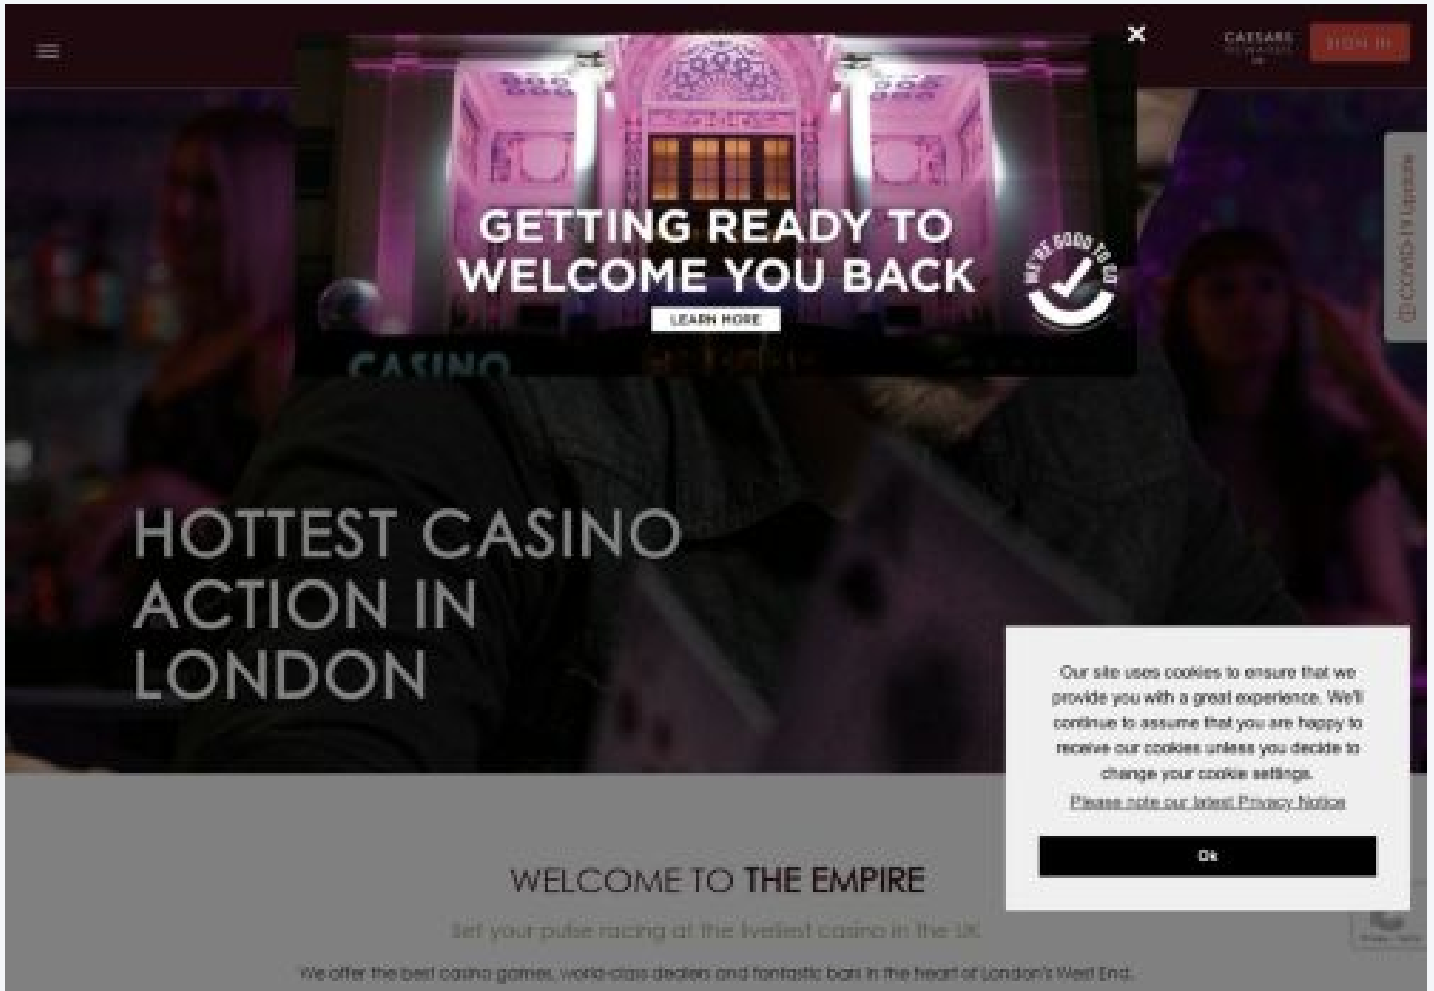 CAESARS
REWARDS
UK
SIGN IN
COVID-19 Update
GETTING READY TO
WELCOME YOU BACK
LEARN MORE
WE'RE GOOD TO GO
CASINO
HOTTEST CASINO
ACTION IN
LONDON
Our site uses cookies to ensure that we
provide you with a great experience. We'll
continue to assume that you are happy to
receive our cookies unless you decide to
change your cookie settings.
Please note our latest Privacy Notice
Ok
WELCOME TO THE EMPIRE
Set your pulse racing at the liveliest casino in the UK
We offer the best casino games, world-class dealers and fantastic bars in the heart of London's West End.